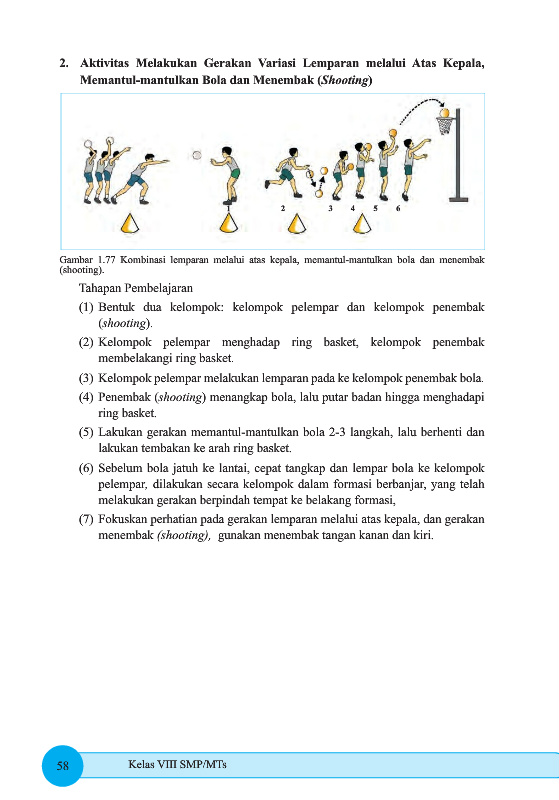 2. Aktivitas Melakukan Gerakan Variasi Lemparan melalui Atas Kepala,
Memantul-mantulkan Bola dan Menembak (Shooting)
1 2 3 4 5 6
Gambar 1.77 Kombinasi lemparan melalui atas kepala, memantul-mantulkan bola dan menembak
(shooting).
Tahapan Pembelajaran
(1) Bentuk dua kelompok: kelompok pelempar dan kelompok penembak
(shooting).
(2) Kelompok pelempar menghadap ring basket, kelompok penembak
membelakangi ring basket.
(3) Kelompok pelempar melakukan lemparan pada ke kelompok penembak bola.
(4) Penembak (shooting) menangkap bola, lalu putar badan hingga menghadapi
ring basket.
(5) Lakukan gerakan memantul-mantulkan bola 2-3 langkah, lalu berhenti dan
lakukan tembakan ke arah ring basket.
(6) Sebelum bola jatuh ke lantai, cepat tangkap dan lempar bola ke kelompok
pelempar, dilakukan secara kelompok dalam formasi berbanjar, yang telah
melakukan gerakan berpindah tempat ke belakang formasi,
(7) Fokuskan perhatian pada gerakan lemparan melalui atas kepala, dan gerakan
menembak (shooting), gunakan menembak tangan kanan dan kiri.
58 Kelas VIII SMP/MTs